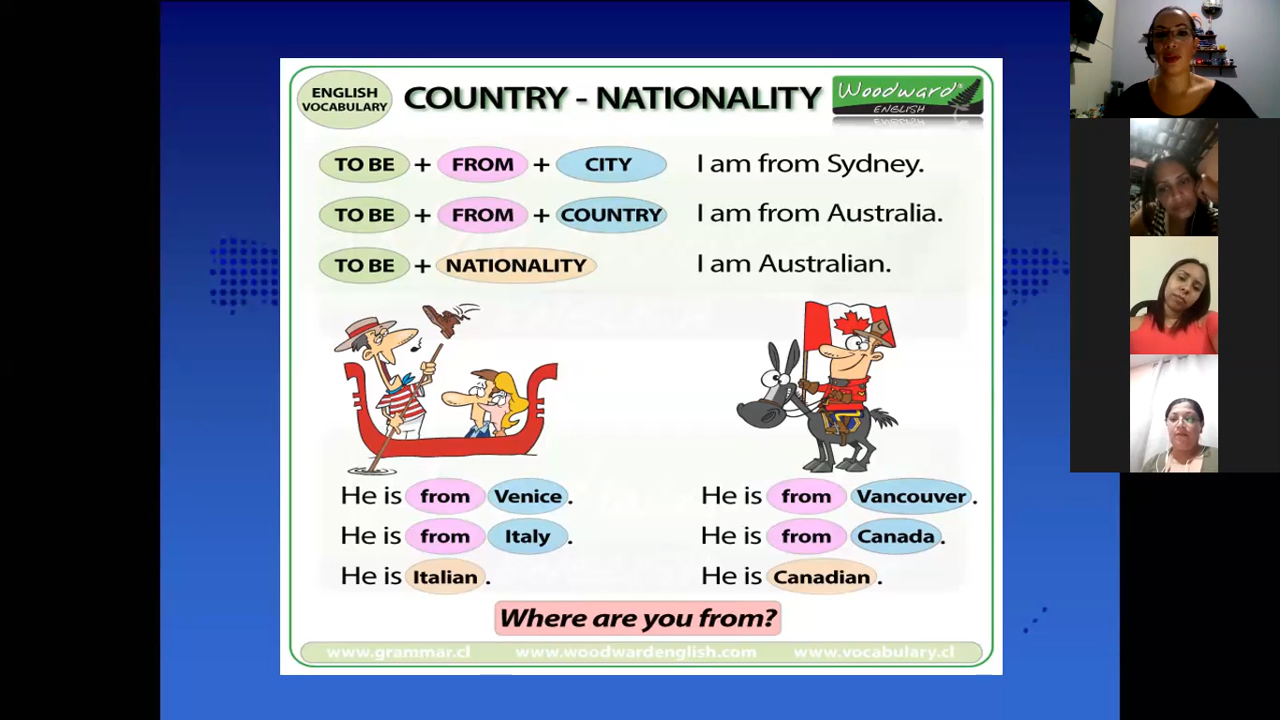 ENGLISH
VOCABULARY
COUNTRY - NATIONALITY
Woodward®
ENGLISH
TO BE + FROM + CITY I am from Sydney.
TO BE + FROM + COUNTRY I am from Australia.
TO BE + NATIONALITY I am Australian.
He is from Venice.
He is from Italy.
He is Italian.
He is from Vancouver.
He is from Canada.
He is Canadian.
Where are you from?
www.grammar.cl www.woodwardenglish.com www.vocabulary.cl